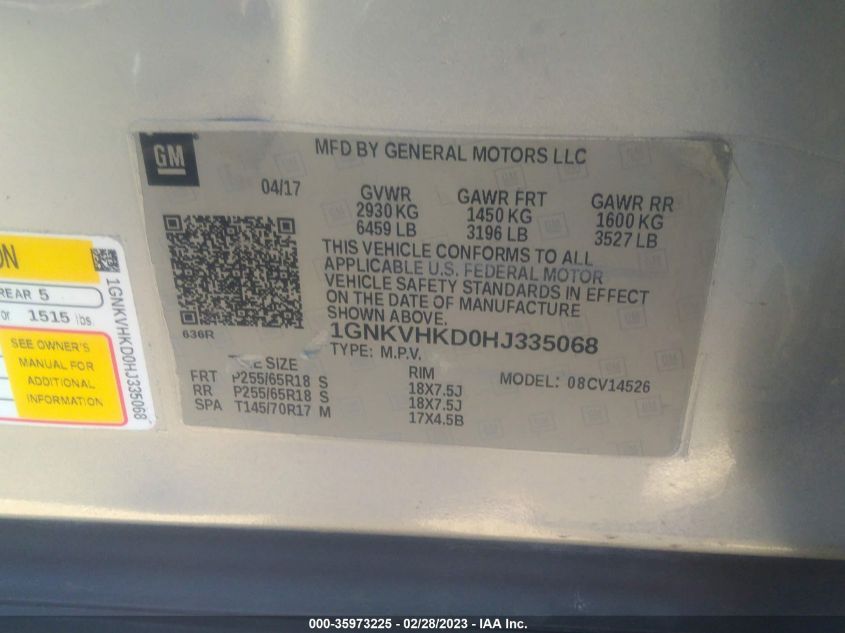 GM
MFD BY GENERAL MOTORS LLC
04/17
GVWR GAWR FRT GAWR RR
2930 KG 1450 KG 1600 KG
6459 LB 3196 LB 3527 LB
THIS VEHICLE CONFORMS TO ALL
APPLICABLE U.S. FEDERAL MOTOR
VEHICLE SAFETY STANDARDS IN EFFECT
ON THE DATE OF MANUFACTURE
SHOWN ABOVE.
636R
1GNKVHKD0HJ335068
TYPE: M.P.V.
MODEL: 08CV14526
SIZE RIM
FRT P255/65R18 S 18X7.5J
RR P255/65R18 S 18X7.5J
SPA T145/70R17 M 17X4.5B
REAR 5
or 1515 lbs
SEE OWNER'S
MANUAL FOR
ADDITIONAL
INFORMATION
1GNKVHKD0HJ335068
000-35973225 - 02/28/2023 - IAA Inc.